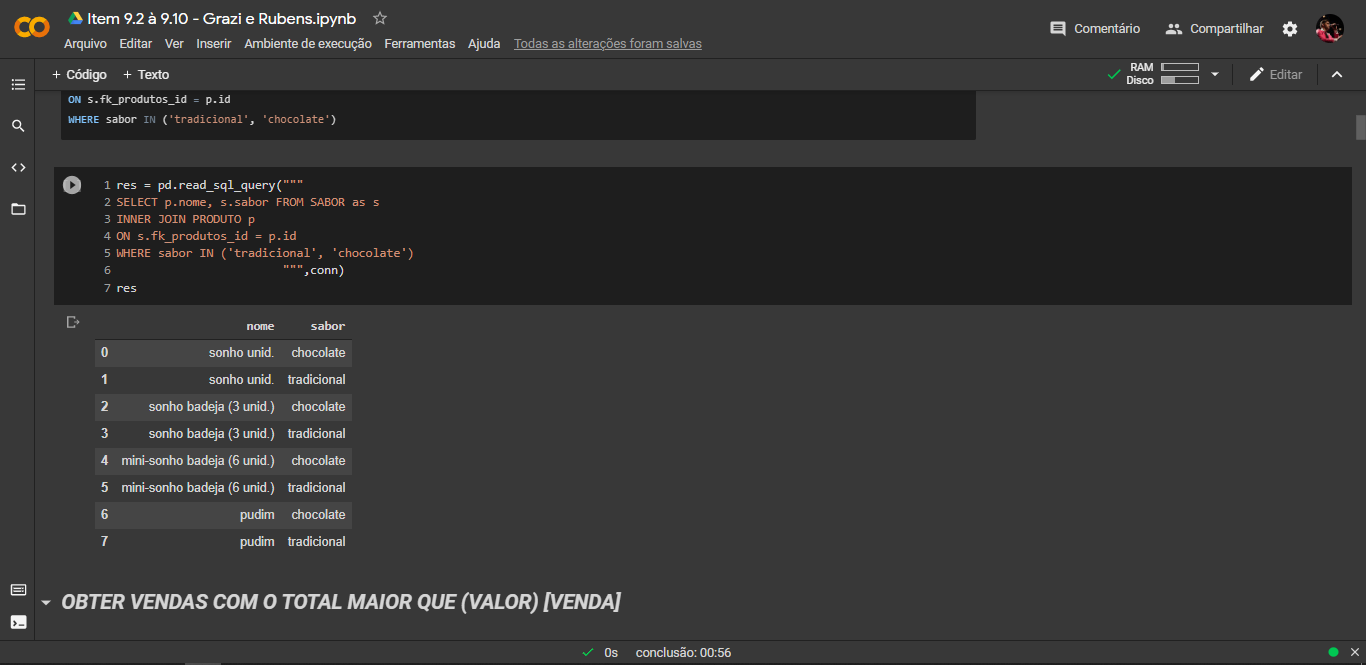 Item 9.2 à 9.10 - Grazi e Rubens.ipynb
Arquivo Editar Ver Inserir Ambiente de execução Ferramentas Ajuda Todas as alterações foram salvas
Comentário Compartilhar
+ Código + Texto
RAM
Disco
Editar
ON s.fk_produtos_id = p.id
WHERE sabor IN ('tradicional', 'chocolate')
1 res = pd.read_sql_query("""
2 SELECT p.nome, s.sabor FROM SABOR as s
3 INNER JOIN PRODUTO p
4 ON s.fk_produtos_id = p.id
5 WHERE sabor IN ('tradicional', 'chocolate')
6 """,conn)
7 res
nome sabor
0 sonho unid. chocolate
1 sonho unid. tradicional
2 sonho badeja (3 unid.) chocolate
3 sonho badeja (3 unid.) tradicional
4 mini-sonho badeja (6 unid.) chocolate
5 mini-sonho badeja (6 unid.) tradicional
6 pudim chocolate
7 pudim tradicional
OBTER VENDAS COM O TOTAL MAIOR QUE (VALOR) [VENDA]
0s conclusão: 00:56